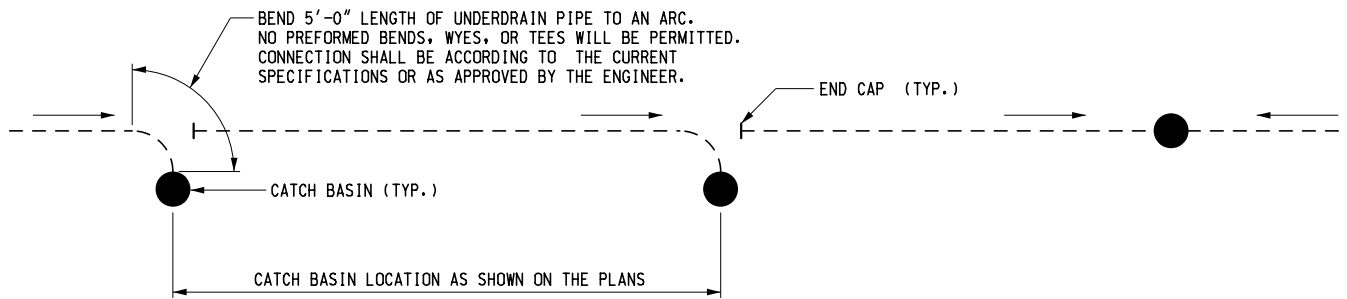 BEND 5'-0" LENGTH OF UNDERDRAIN PIPE TO AN ARC.
NO PREFORMED BENDS, WYES, OR TEES WILL BE PERMITTED.
CONNECTION SHALL BE ACCORDING TO THE CURRENT
SPECIFICATIONS OR AS APPROVED BY THE ENGINEER.
END CAP (TYP.)
CATCH BASIN (TYP.)
CATCH BASIN LOCATION AS SHOWN ON THE PLANS